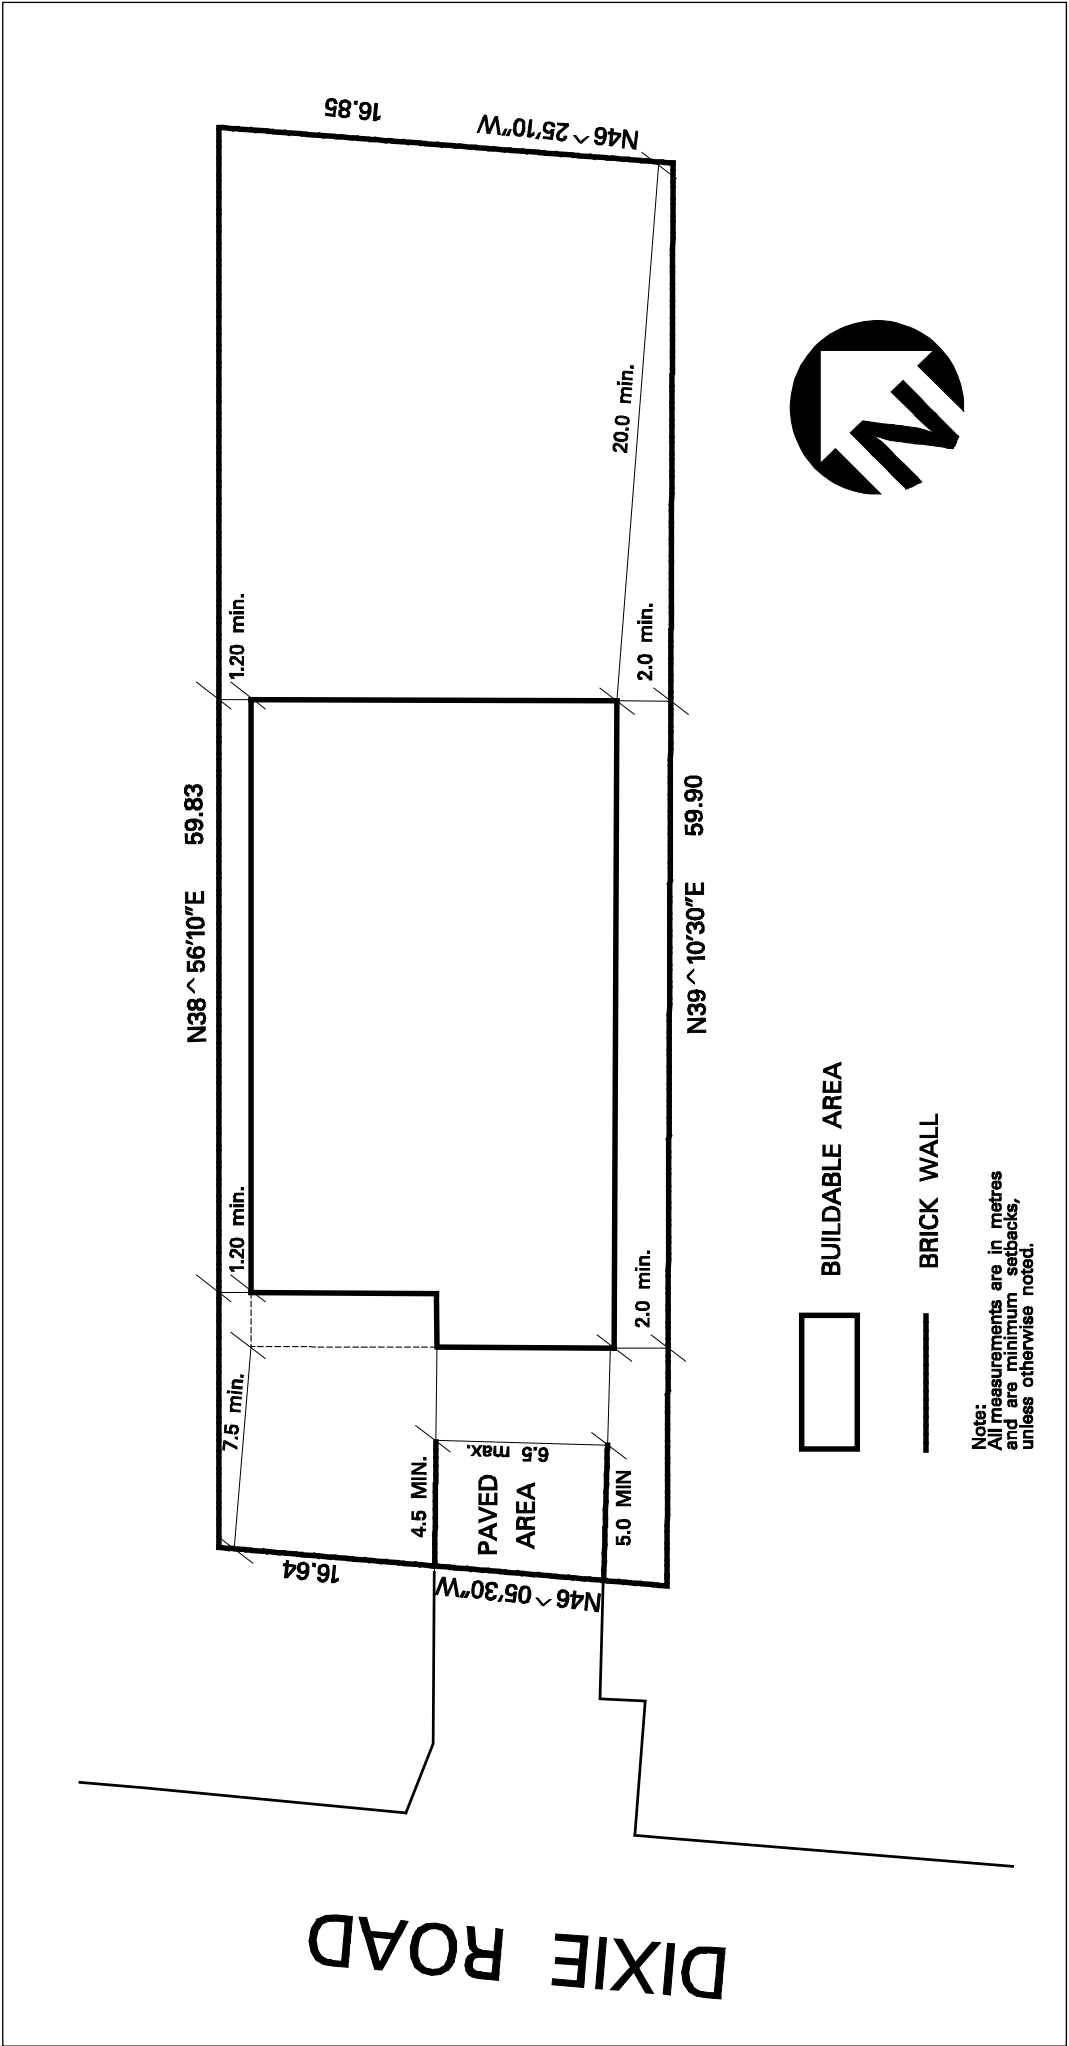 16.85
N46^25'10"W
20.0 min.
1.20 min.
2.0 min.
N38^56'10"E 59.83
N39^10'30"E 59.90
1.20 min.
2.0 min.
7.5 min.
6.5 max.
4.5 MIN.
PAVED
AREA
5.0 MIN
16.64
N46^05'30"W
DIXIE ROAD
N
BUILDABLE AREA
BRICK WALL
Note:
All measurements are in metres
and are minimum setbacks,
unless otherwise noted.